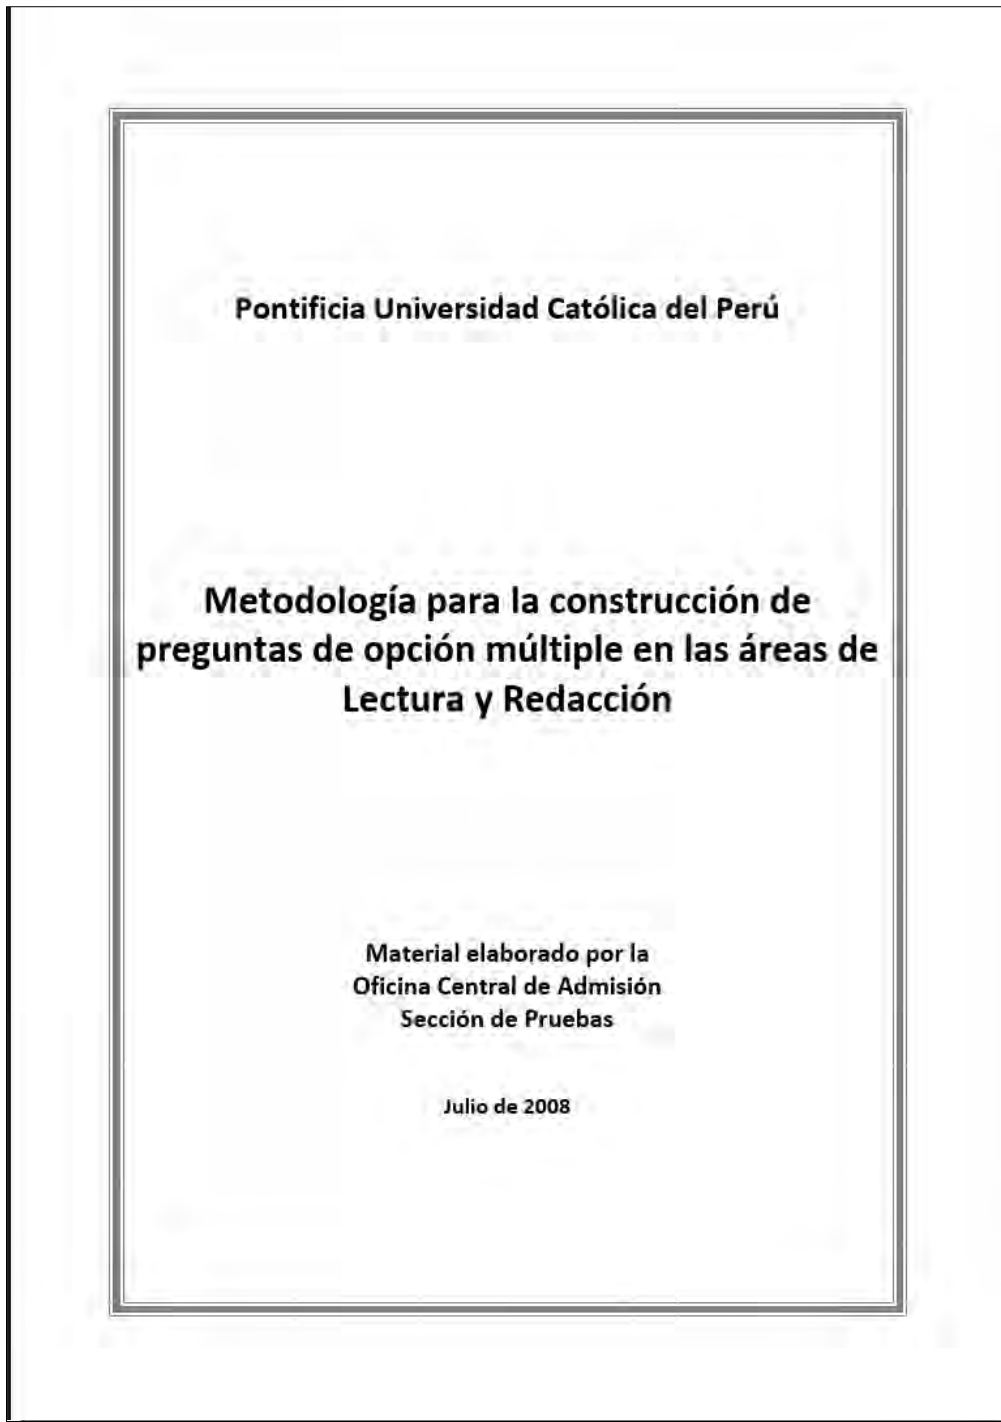 Pontificia Universidad Católica del Perú
Metodología para la construcción de
preguntas de opción múltiple en las áreas de
Lectura y Redacción
Material elaborado por la
Oficina Central de Admisión
Sección de Pruebas
Julio de 2008